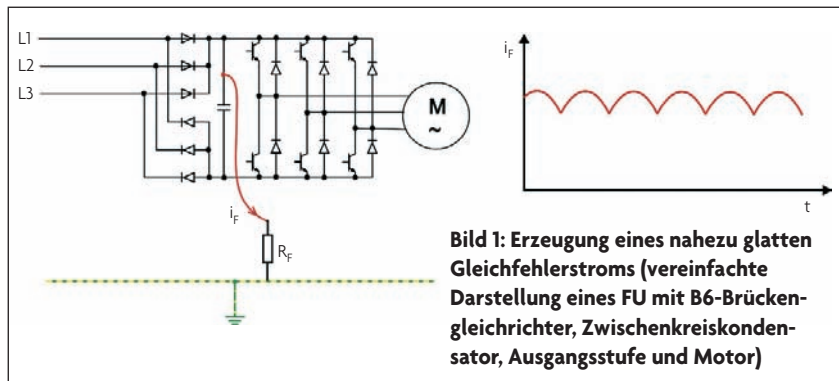 L1
L2
L3
M
~
i_F
R_F
i_F
t
Bild 1: Erzeugung eines nahezu glatten
Gleichfehlerstroms (vereinfachte
Darstellung eines FU mit B6-Brücken-
gleichrichter, Zwischenkreiskonden-
sator, Ausgangsstufe und Motor)